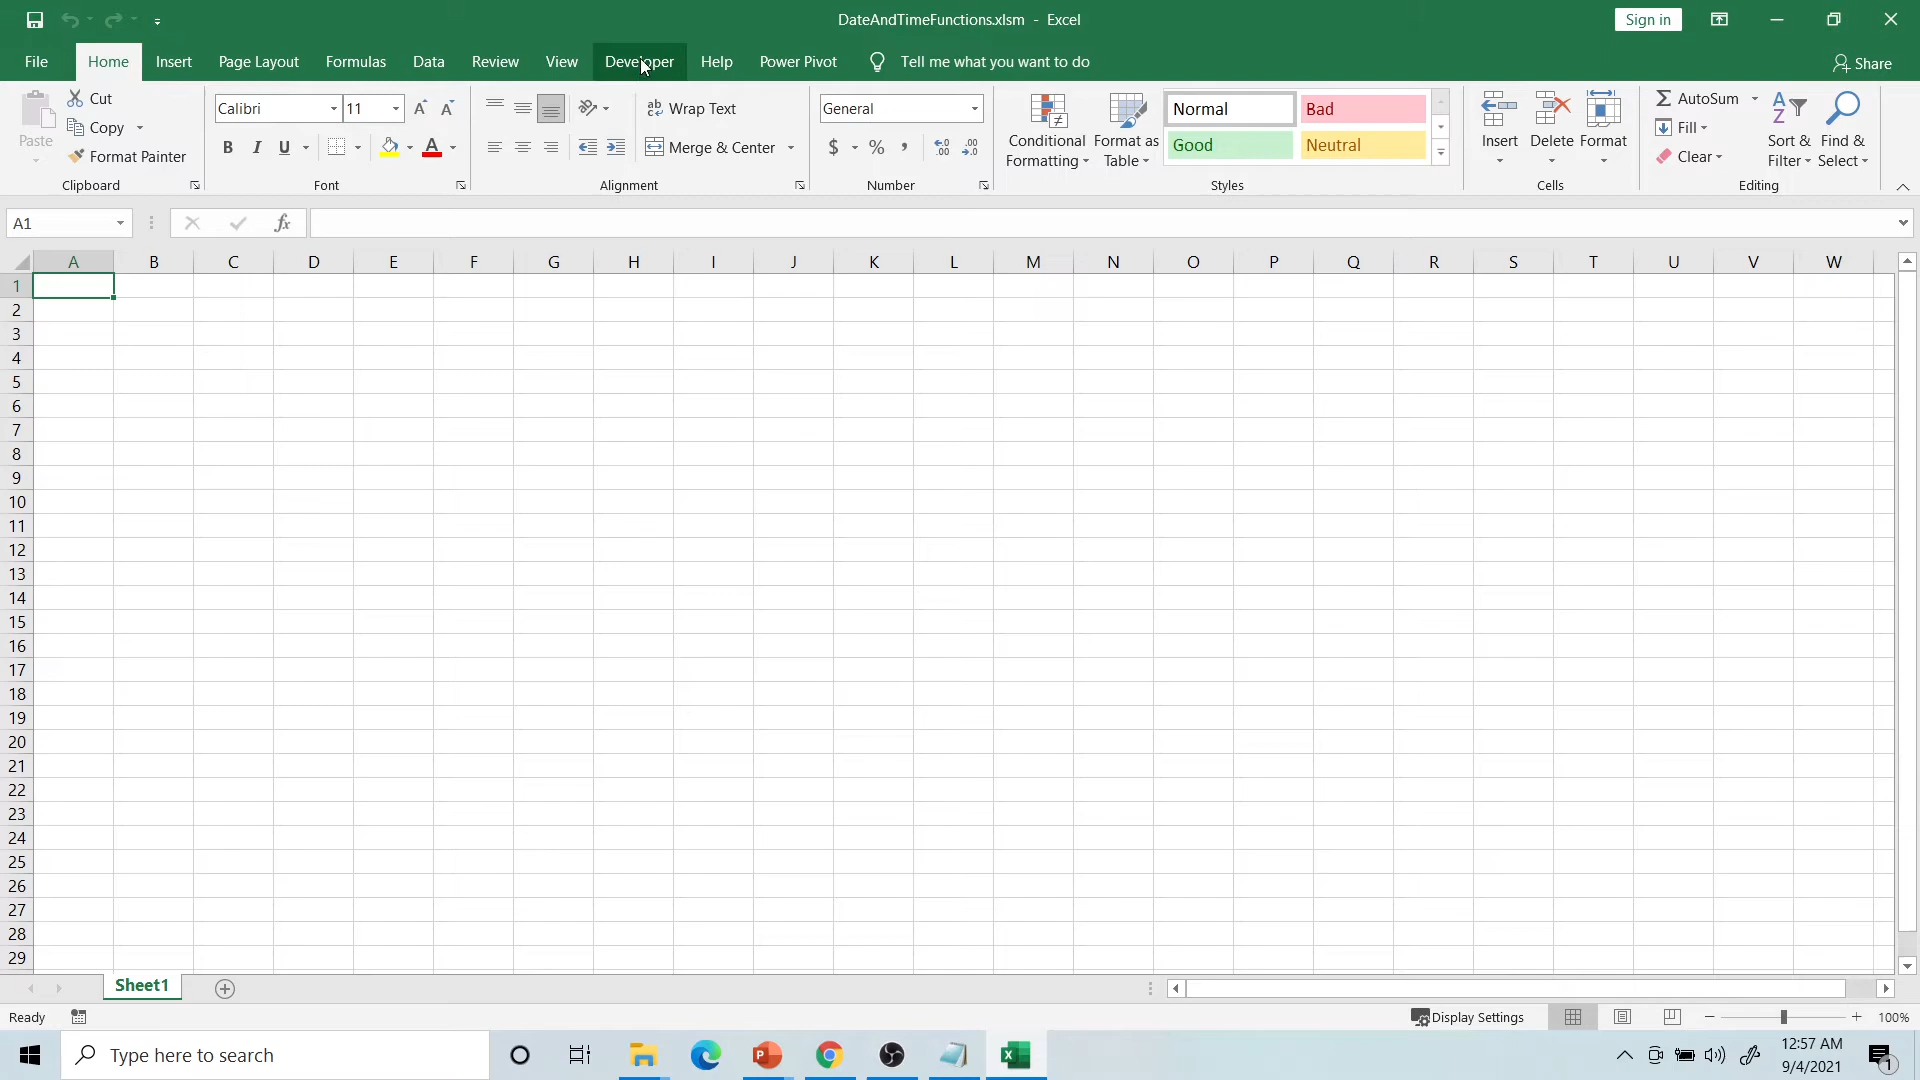 DateAndTimeFunctions.xlsm - Excel
Sign in
File Home Insert Page Layout Formulas Data Review View Developer Help Power Pivot Tell me what you want to do Share
Paste
Cut
Copy
Format Painter
Clipboard
Calibri 11
B I U
Font
Wrap Text
Merge & Center
Alignment
General
$ % ,
Number
Conditional Formatting
Format as Table
Normal Bad
Good Neutral
Styles
Insert Delete Format
Cells
AutoSum
Fill
Clear
Sort & Filter
Find & Select
Editing
A1 fx
A B C D E F G H I J K L M N O P Q R S T U V W
1
2
3
4
5
6
7
8
9
10
11
12
13
14
15
16
17
18
19
20
21
22
23
24
25
26
27
28
29
Sheet1
Ready Display Settings 100%
Type here to search
12:57 AM
9/4/2021
1